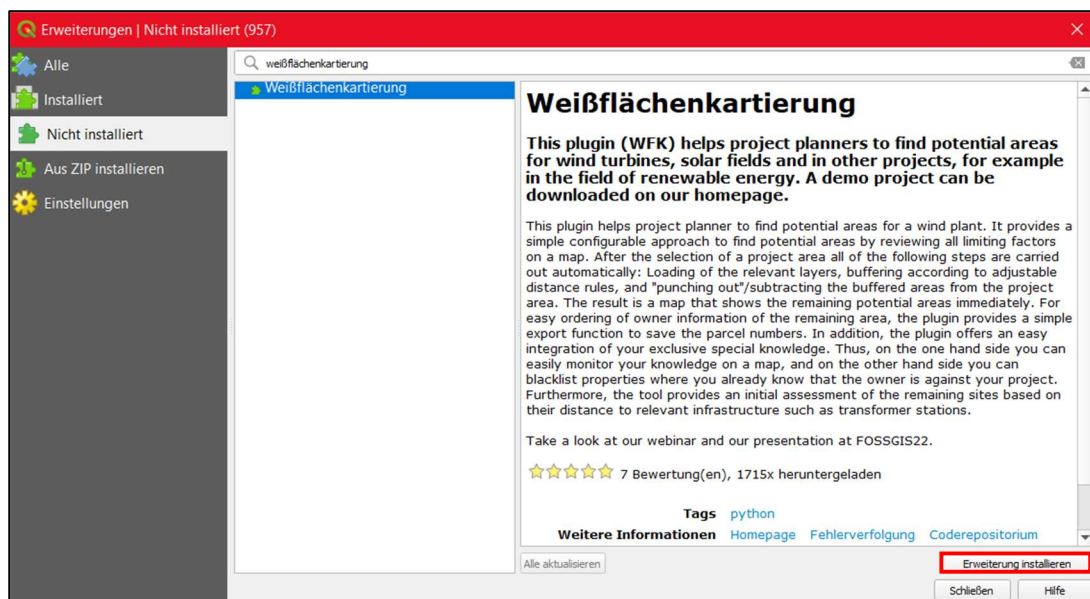 Erweiterungen | Nicht installiert (957)
Alle
Installiert
Nicht installiert
Aus ZIP installieren
Einstellungen
weißflächenkartierung
Weißflächenkartierung
Weißflächenkartierung
This plugin (WFK) helps project planners to find potential areas
for wind turbines, solar fields and in other projects, for example
in the field of renewable energy. A demo project can be
downloaded on our homepage.
This plugin helps project planner to find potential areas for a wind plant. It provides a
simple configurable approach to find potential areas by reviewing all limiting factors
on a map. After the selection of a project area all of the following steps are carried
out automatically: Loading of the relevant layers, buffering according to adjustable
distance rules, and "punching out"/subtracting the buffered areas from the project
area. The result is a map that shows the remaining potential areas immediately. For
easy ordering of owner information of the remaining area, the plugin provides a simple
export function to save the parcel numbers. In addition, the plugin offers an easy
integration of your exclusive special knowledge. Thus, on the one hand side you can
easily monitor your knowledge on a map, and on the other hand side you can
blacklist properties where you already know that the owner is against your project.
Furthermore, the tool provides an initial assessment of the remaining sites based on
their distance to relevant infrastructure such as transformer stations.
Take a look at our webinar and our presentation at FOSSGIS22.
7 Bewertung(en), 1715x heruntergeladen
Tags python
Weitere Informationen Homepage Fehlerverfolgung Coderepositorium
Alle aktualisieren
Erweiterung installieren
Schließen
Hilfe